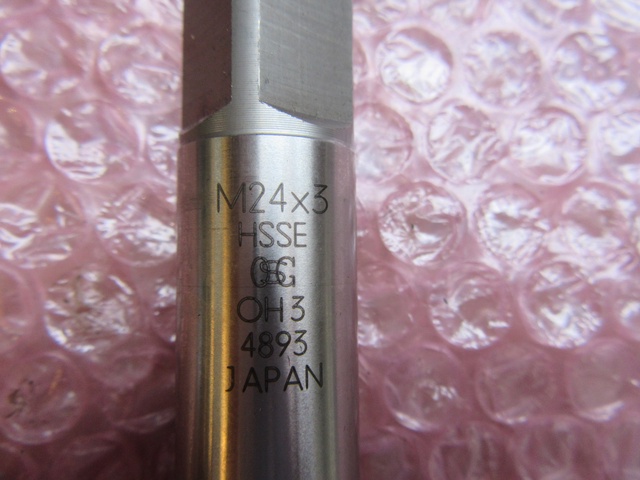 M24x3
HSSE
OSG
OH3
4893
JAPAN